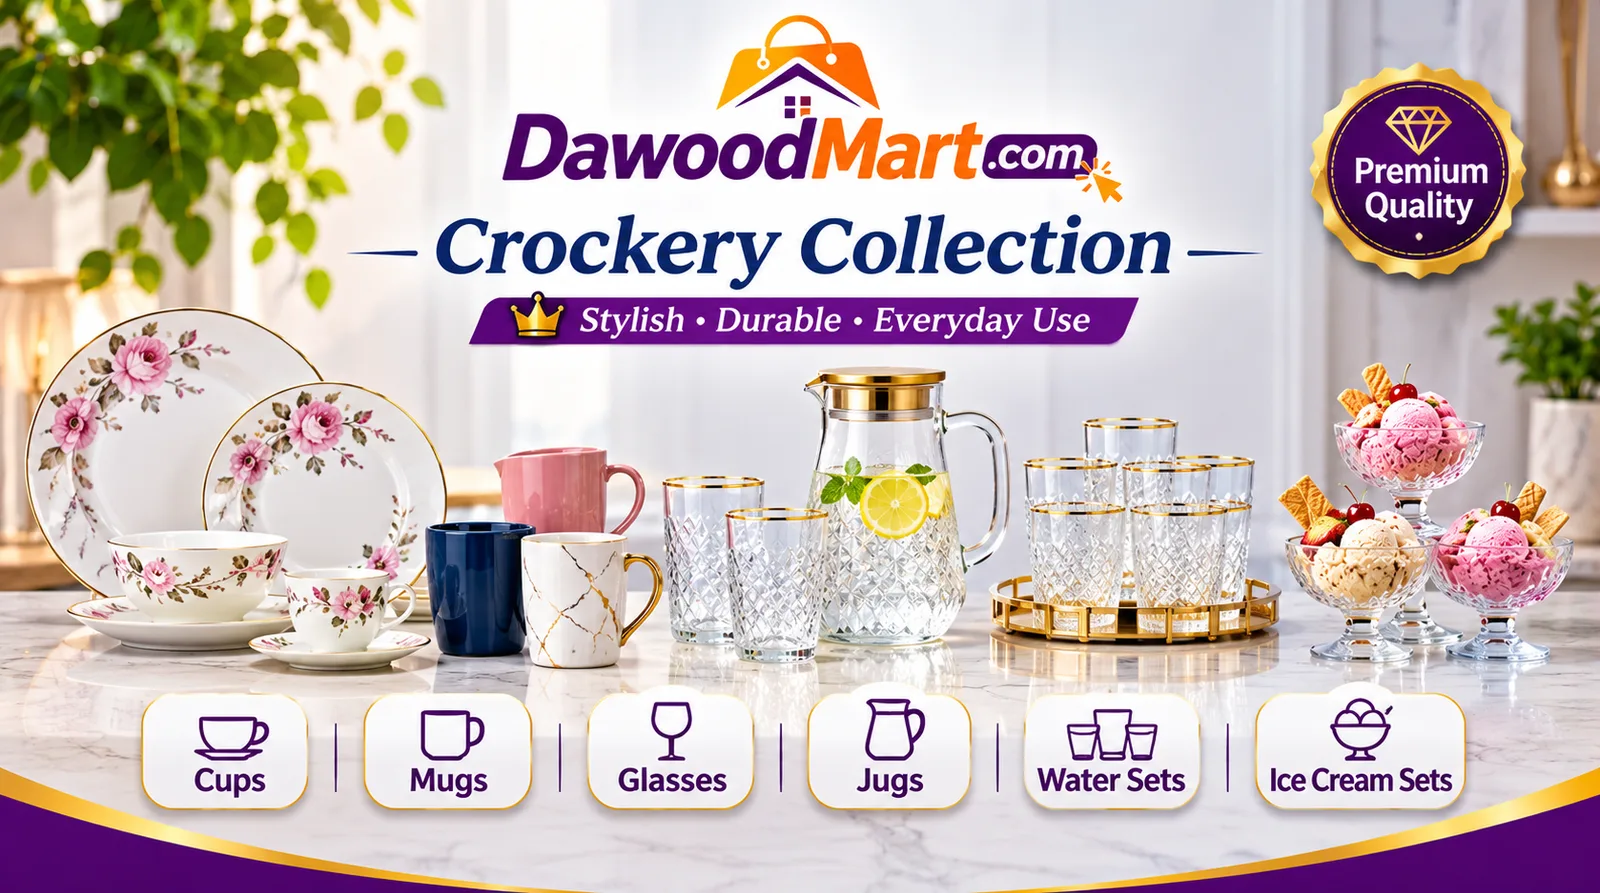 DawoodMart.com
Crockery Collection
Stylish • Durable • Everyday Use
Premium
Quality
Cups
Mugs
Glasses
Jugs
Water Sets
Ice Cream Sets